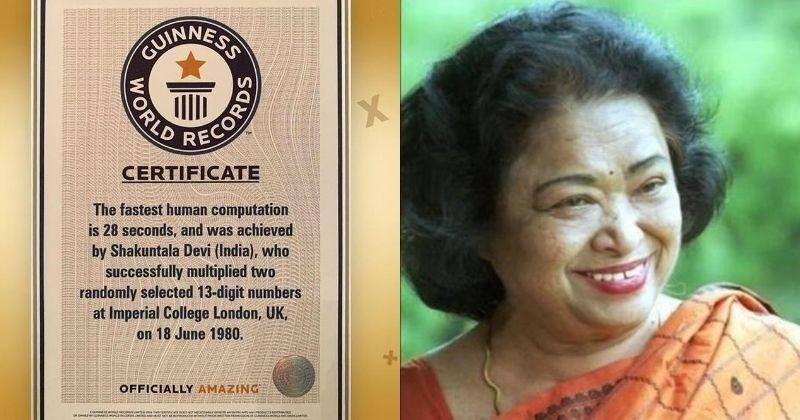 GUINNESS
WORLD RECORDS
CERTIFICATE
The fastest human computation
is 28 seconds, and was achieved
by Shakuntala Devi (India), who
successfully multiplied two
randomly selected 13-digit numbers
at Imperial College London, UK,
on 18 June 1980.
OFFICIALLY AMAZING